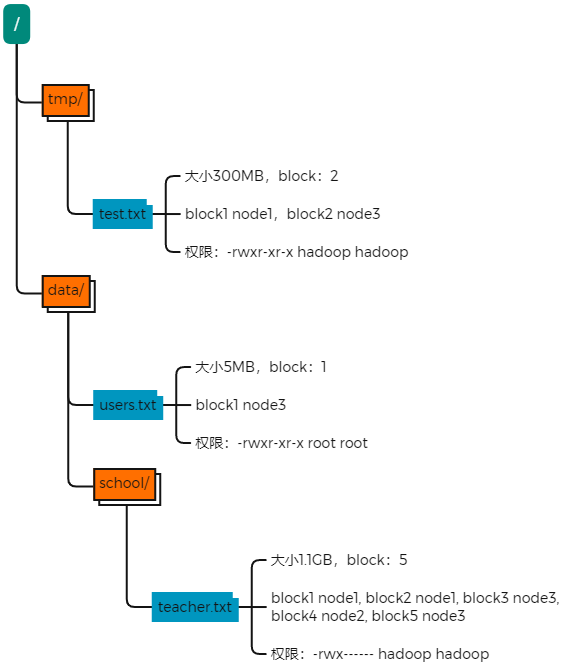 /
tmp/
大小300MB，block：2
test.txt
block1 node1，block2 node3
权限：-rwxr-xr-x hadoop hadoop
data/
大小5MB，block：1
users.txt
block1 node3
权限：-rwxr-xr-x root root
school/
大小1.1GB，block：5
teacher.txt
block1 node1, block2 node1, block3 node3,
block4 node2, block5 node3
权限：-rwx------ hadoop hadoop